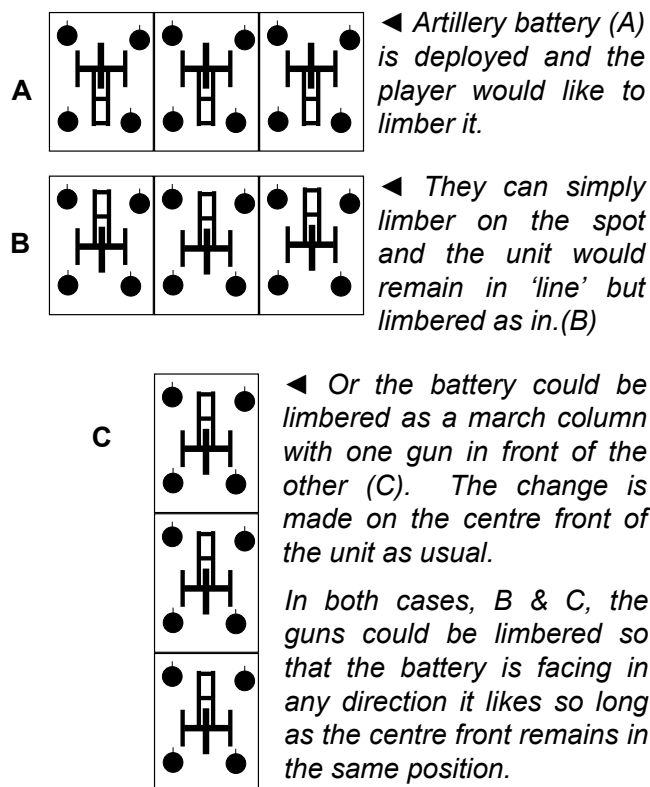 ◄ Artillery battery (A)
is deployed and the
player would like to
limber it.
A
◄ They can simply
limber on the spot
and the unit would
remain in ‘line’ but
limbered as in.(B)
B
◄ Or the battery could be
limbered as a march column
with one gun in front of the
other (C). The change is
made on the centre front of
the unit as usual.
C
In both cases, B & C, the
guns could be limbered so
that the battery is facing in
any direction it likes so long
as the centre front remains in
the same position.